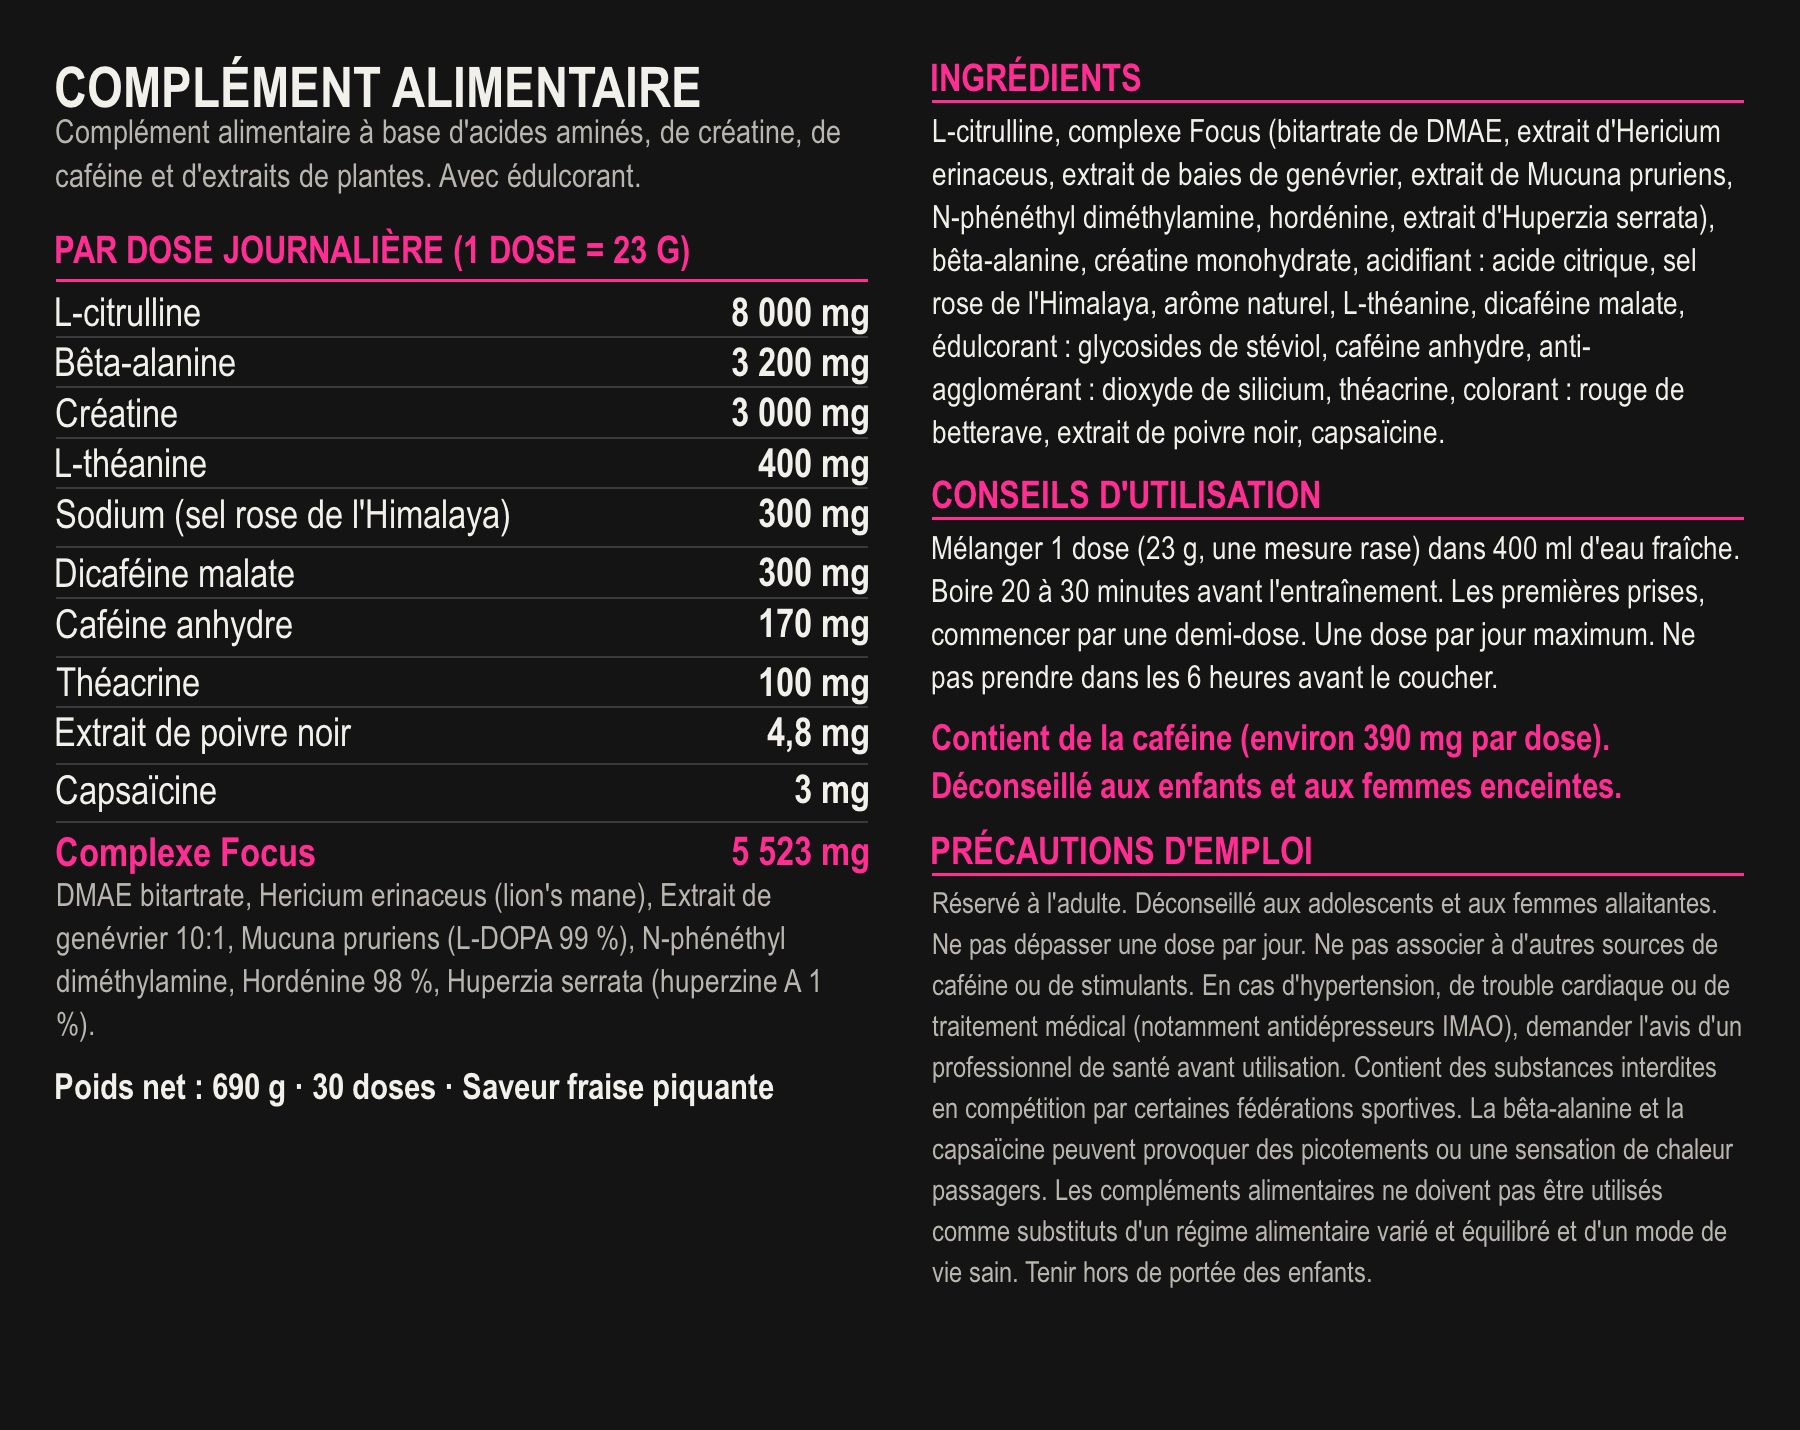 COMPLÉMENT ALIMENTAIRE
Complément alimentaire à base d'acides aminés, de créatine, de
caféine et d'extraits de plantes. Avec édulcorant.
PAR DOSE JOURNALIÈRE (1 DOSE = 23 G)
L-citrulline 8 000 mg
Bêta-alanine 3 200 mg
Créatine 3 000 mg
L-théanine 400 mg
Sodium (sel rose de l'Himalaya) 300 mg
Dicaféine malate 300 mg
Caféine anhydre 170 mg
Théacrine 100 mg
Extrait de poivre noir 4,8 mg
Capsaïcine 3 mg
Complexe Focus 5 523 mg
DMAE bitartrate, Hericium erinaceus (lion's mane), Extrait de
genévrier 10:1, Mucuna pruriens (L-DOPA 99 %), N-phénéthyl
diméthylamine, Hordénine 98 %, Huperzia serrata (huperzine A 1
%).
Poids net : 690 g · 30 doses · Saveur fraise piquante
INGRÉDIENTS
L-citrulline, complexe Focus (bitartrate de DMAE, extrait d'Hericium
erinaceus, extrait de baies de genévrier, extrait de Mucuna pruriens,
N-phénéthyl diméthylamine, hordénine, extrait d'Huperzia serrata),
bêta-alanine, créatine monohydrate, acidifiant : acide citrique, sel
rose de l'Himalaya, arôme naturel, L-théanine, dicaféine malate,
édulcorant : glycosides de stéviol, caféine anhydre, anti-
agglomérant : dioxyde de silicium, théacrine, colorant : rouge de
betterave, extrait de poivre noir, capsaïcine.
CONSEILS D'UTILISATION
Mélanger 1 dose (23 g, une mesure rase) dans 400 ml d'eau fraîche.
Boire 20 à 30 minutes avant l'entraînement. Les premières prises,
commencer par une demi-dose. Une dose par jour maximum. Ne
pas prendre dans les 6 heures avant le coucher.
Contient de la caféine (environ 390 mg par dose).
Déconseillé aux enfants et aux femmes enceintes.
PRÉCAUTIONS D'EMPLOI
Réservé à l'adulte. Déconseillé aux adolescents et aux femmes allaitantes.
Ne pas dépasser une dose par jour. Ne pas associer à d'autres sources de
caféine ou de stimulants. En cas d'hypertension, de trouble cardiaque ou de
traitement médical (notamment antidépresseurs IMAO), demander l'avis d'un
professionnel de santé avant utilisation. Contient des substances interdites
en compétition par certaines fédérations sportives. La bêta-alanine et la
capsaïcine peuvent provoquer des picotements ou une sensation de chaleur
passagers. Les compléments alimentaires ne doivent pas être utilisés
comme substituts d'un régime alimentaire varié et équilibré et d'un mode de
vie sain. Tenir hors de portée des enfants.